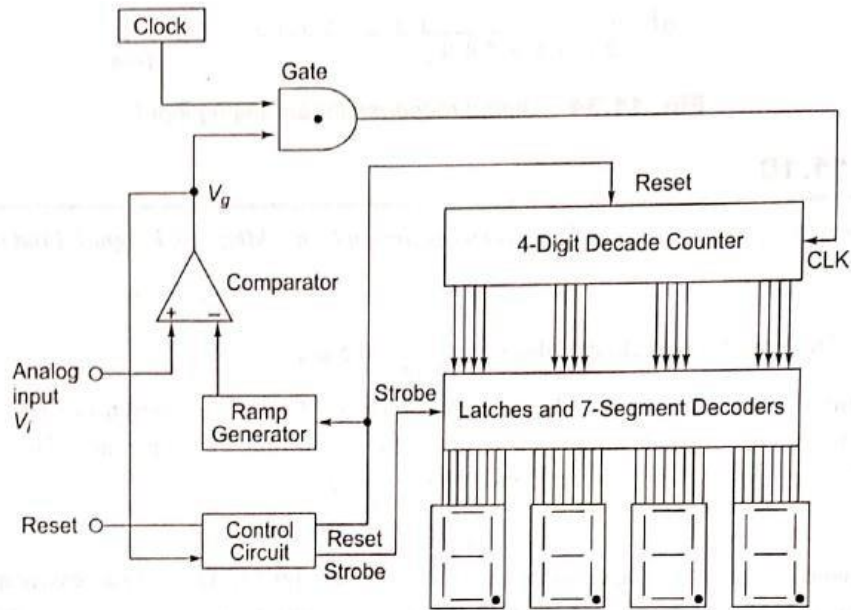 Clock
Gate
Reset
V_g
4-Digit Decade Counter
CLK
Comparator
+ −
Analog
input
V_i
Strobe
Ramp
Generator
Latches and 7-Segment Decoders
Reset
Control
Circuit
Reset
Strobe